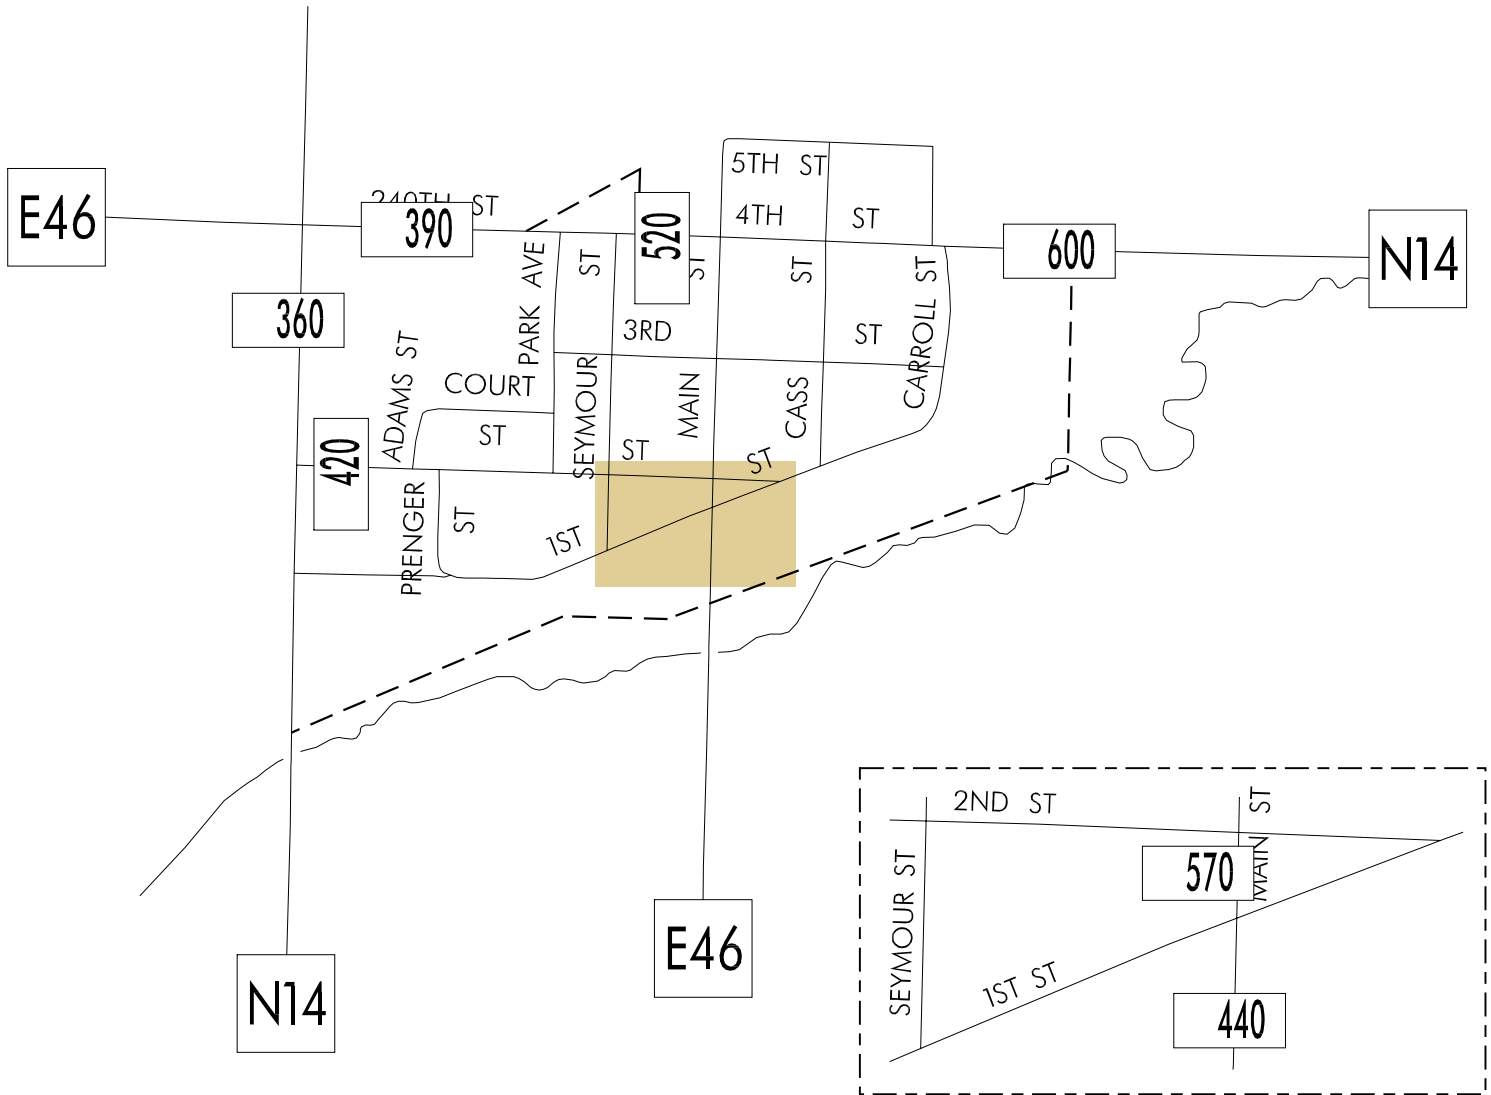 5TH ST
E46
240TH ST
390
520
4TH ST
600
N14
360
PARK AVE
ST
ST
ST
CARROLL ST
3RD ST
ADAMS ST
COURT ST
SEYMOUR
MAIN
CASS
420
ST
ST
PRENGER ST
1ST
2ND ST
ST
MAIN
570
SEYMOUR ST
1ST ST
440
E46
N14